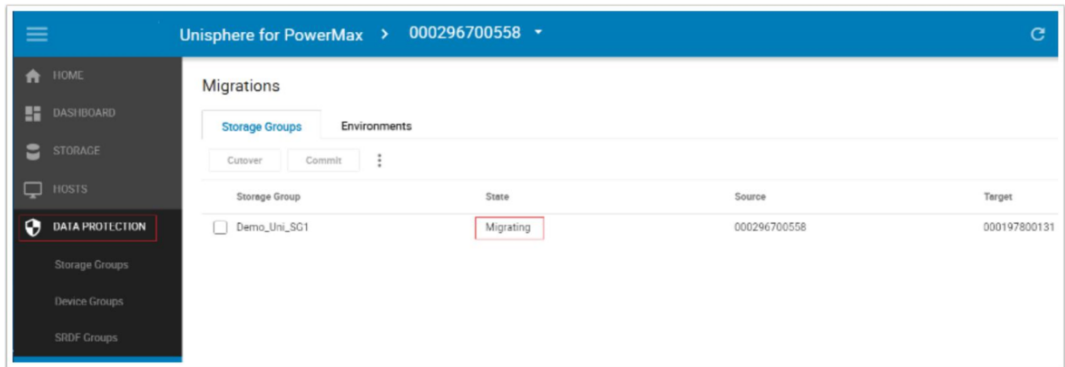 Unisphere for PowerMax > 000296700558
HOME
DASHBOARD
STORAGE
HOSTS
DATA PROTECTION
Storage Groups
Device Groups
SRDF Groups
Migrations
Storage Groups Environments
Cutover Commit
Storage Group State Source Target
Demo_Uni_SG1 Migrating 000296700558 000197800131